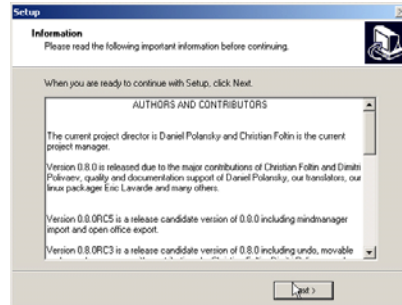 Setup
Information
Please read the following important information before continuing.
When you are ready to continue with Setup, click Next.
AUTHORS AND CONTRIBUTORS
The current project director is Daniel Polansky and Christian Foltin is the current
project manager.
Version 0.8.0 is released due to the major contributions of Christian Foltin and Dimitri
Polivaev, quality and documentation support of Daniel Polansky, our translators, our
linux packager Eric Lavarde and many others.
Version 0.8.0RC5 is a release candidate version of 0.8.0 including mindmanager
import and open office export.
Version 0.8.0RC3 is a release candidate version of 0.8.0 including undo, movable